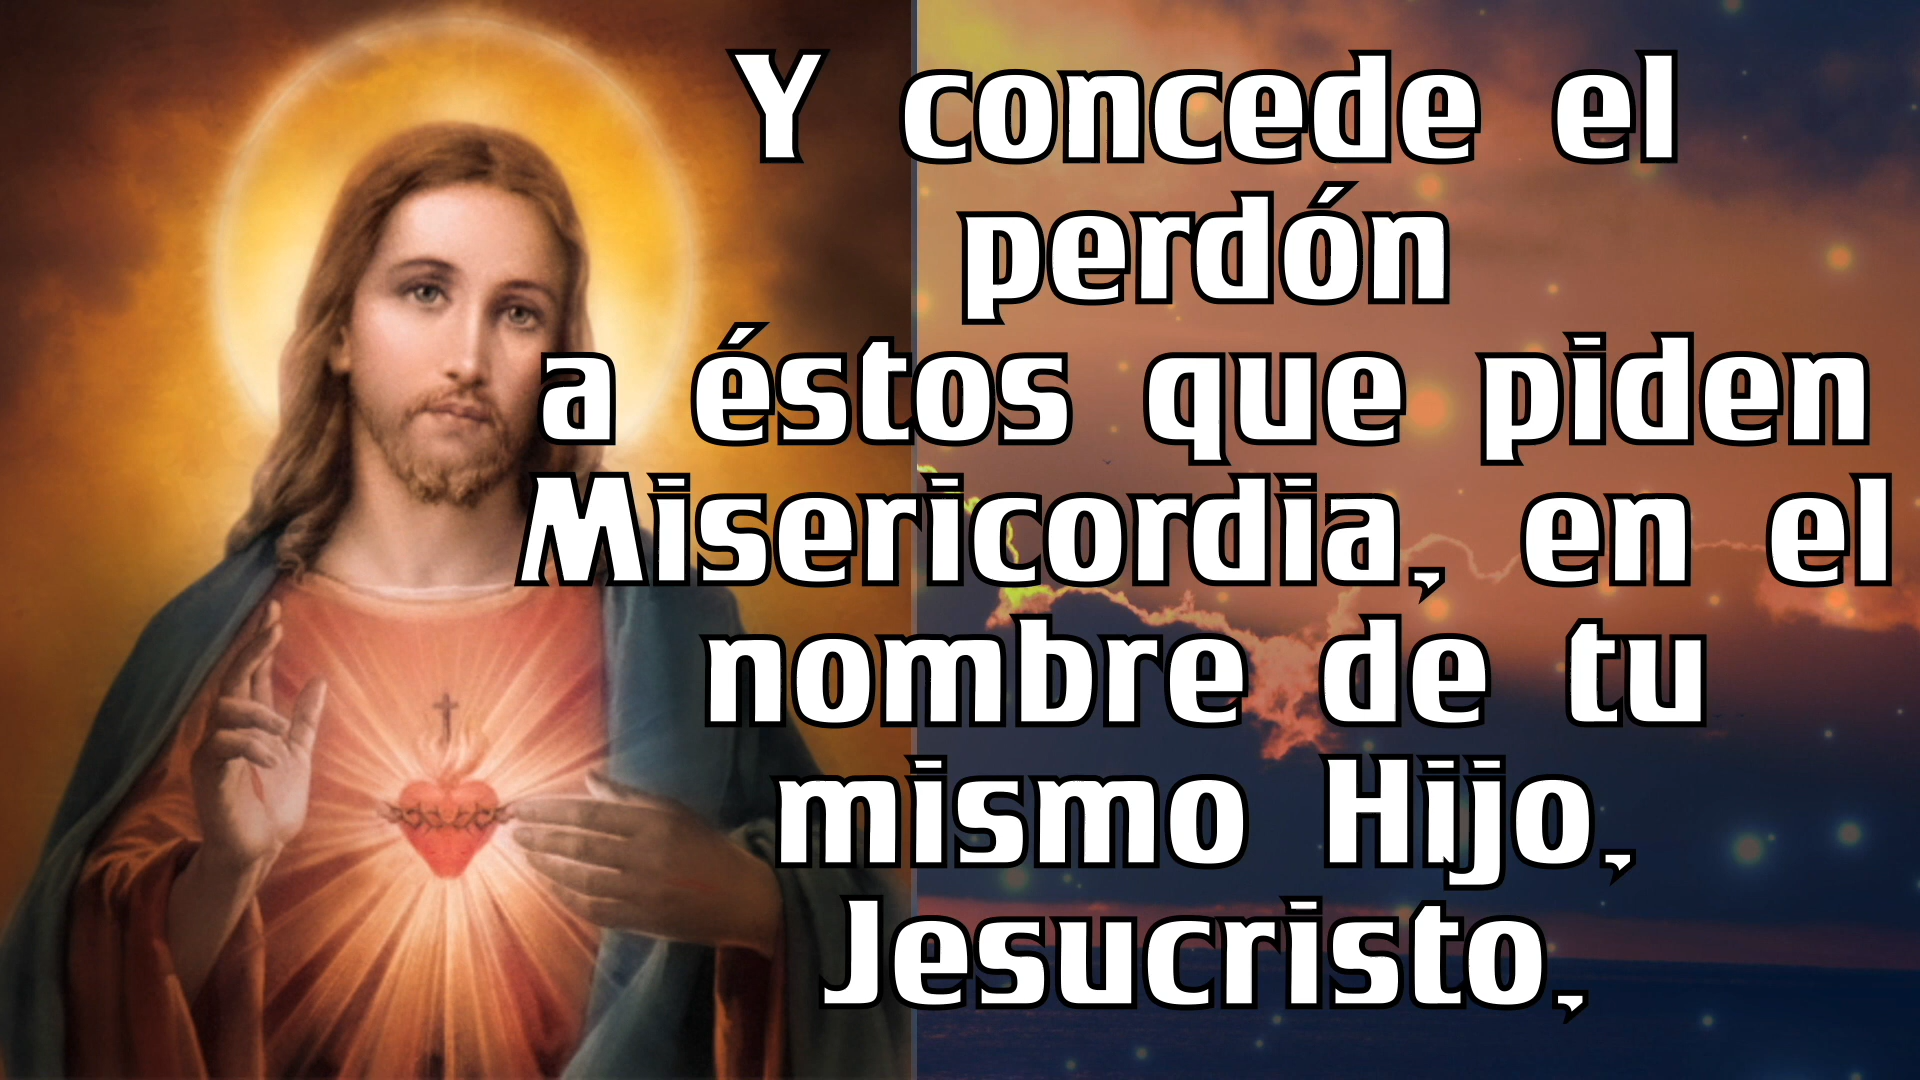 Y concede el
perdón
a éstos que piden
Misericordia, en el
nombre de tu
mismo Hijo,
Jesucristo,